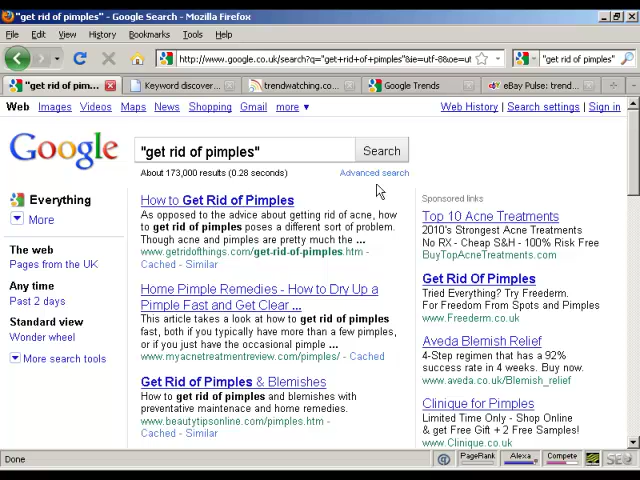 "get rid of pimples" - Google Search - Mozilla Firefox
File Edit View History Bookmarks Tools Help
http://www.google.co.uk/search?q="get+rid+of+pimples"&ie=utf-8&oe=ut
"get rid of pimples"
"get rid of pim...
Keyword discover...
trendwatching.co...
Google Trends
eBay Pulse: trend...
Web Images Videos Maps News Shopping Gmail more ▼
Web History | Search settings | Sign in
Google
"get rid of pimples"
Search
About 173,000 results (0.28 seconds)
Advanced search
Everything
More
The web
Pages from the UK
Any time
Past 2 days
Standard view
Wonder wheel
More search tools
How to Get Rid of Pimples
As opposed to the advice about getting rid of acne, how
to get rid of pimples poses a different sort of problem.
Though acne and pimples are pretty much the ...
www.getridofthings.com/get-rid-of-pimples.htm -
Cached - Similar
Home Pimple Remedies - How to Dry Up a
Pimple Fast and Get Clear ...
This article takes a look at how to get rid of pimples
fast, both if you typically have more than a few pimples,
or if you just have the occasional pimple ...
www.myacnetreatmentreview.com/pimples/ - Cached
Get Rid of Pimples & Blemishes
How to get rid of pimples and blemishes with
preventative maintenace and home remedies.
www.beautytipsonline.com/pimples.htm -
Cached - Similar
Sponsored links
Top 10 Acne Treatments
2010's Strongest Acne Treatments
No RX - Cheap S&H - 100% Risk Free
BuyTopAcneTreatments.com
Get Rid Of Pimples
Tried Everything? Try Freederm.
For Freedom From Spots and Pimples
www.Freederm.co.uk
Aveda Blemish Relief
4-Step regimen that has a 92%
success rate in 4 weeks. Buy now.
www.aveda.co.uk/Blemish_relief
Clinique for Pimples
Limited Time Only - Shop Online
& get Free Gift + 2 Free Samples!
www.Clinique.co.uk
Done
PageRank
Alexa
Compete
SEO